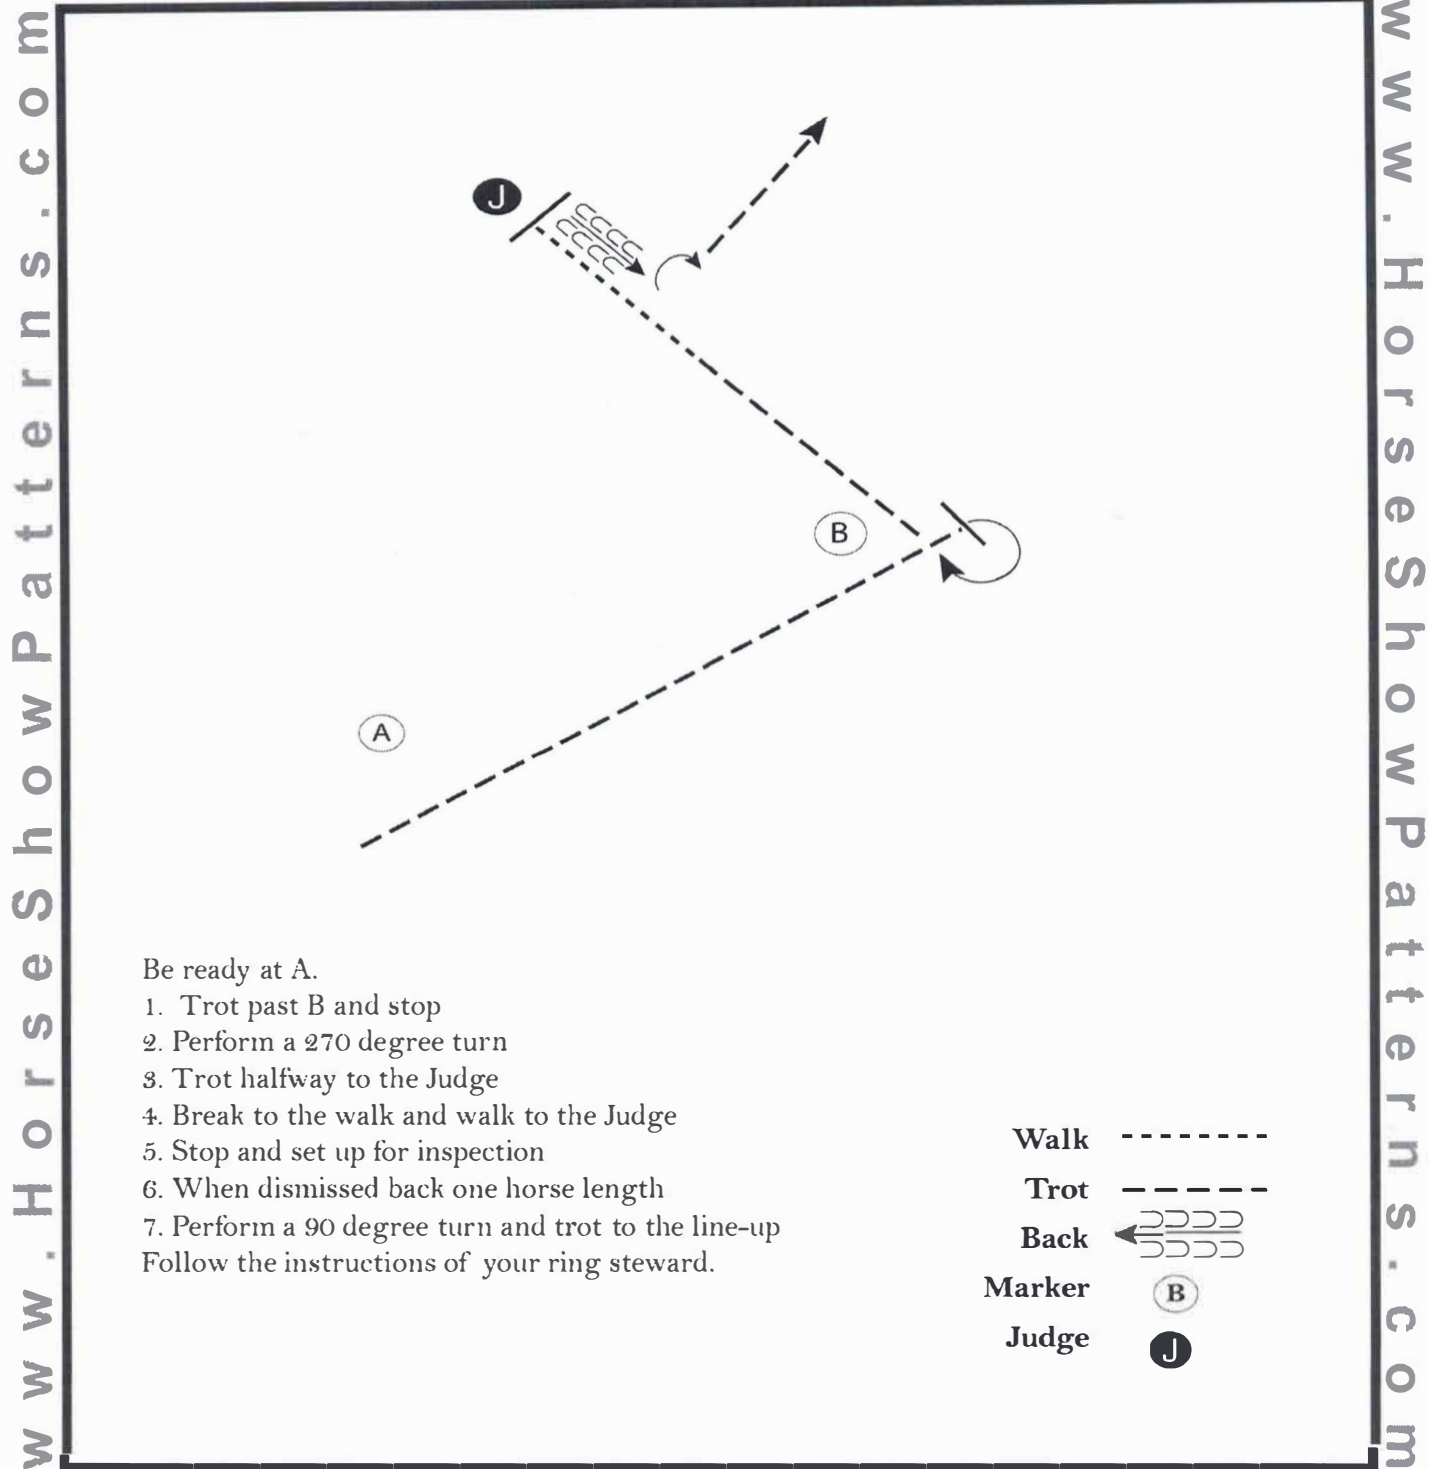 www.HorseShowPatterns.com
www.HorseShowPatterns.com
J
B
A
Be ready at A.
1. Trot past B and stop
2. Perform a 270 degree turn
3. Trot halfway to the Judge
4. Break to the walk and walk to the Judge
5. Stop and set up for inspection
6. When dismissed back one horse length
7. Perform a 90 degree turn and trot to the line-up
Follow the instructions of your ring steward.
Walk
Trot
Back
Marker B
Judge J